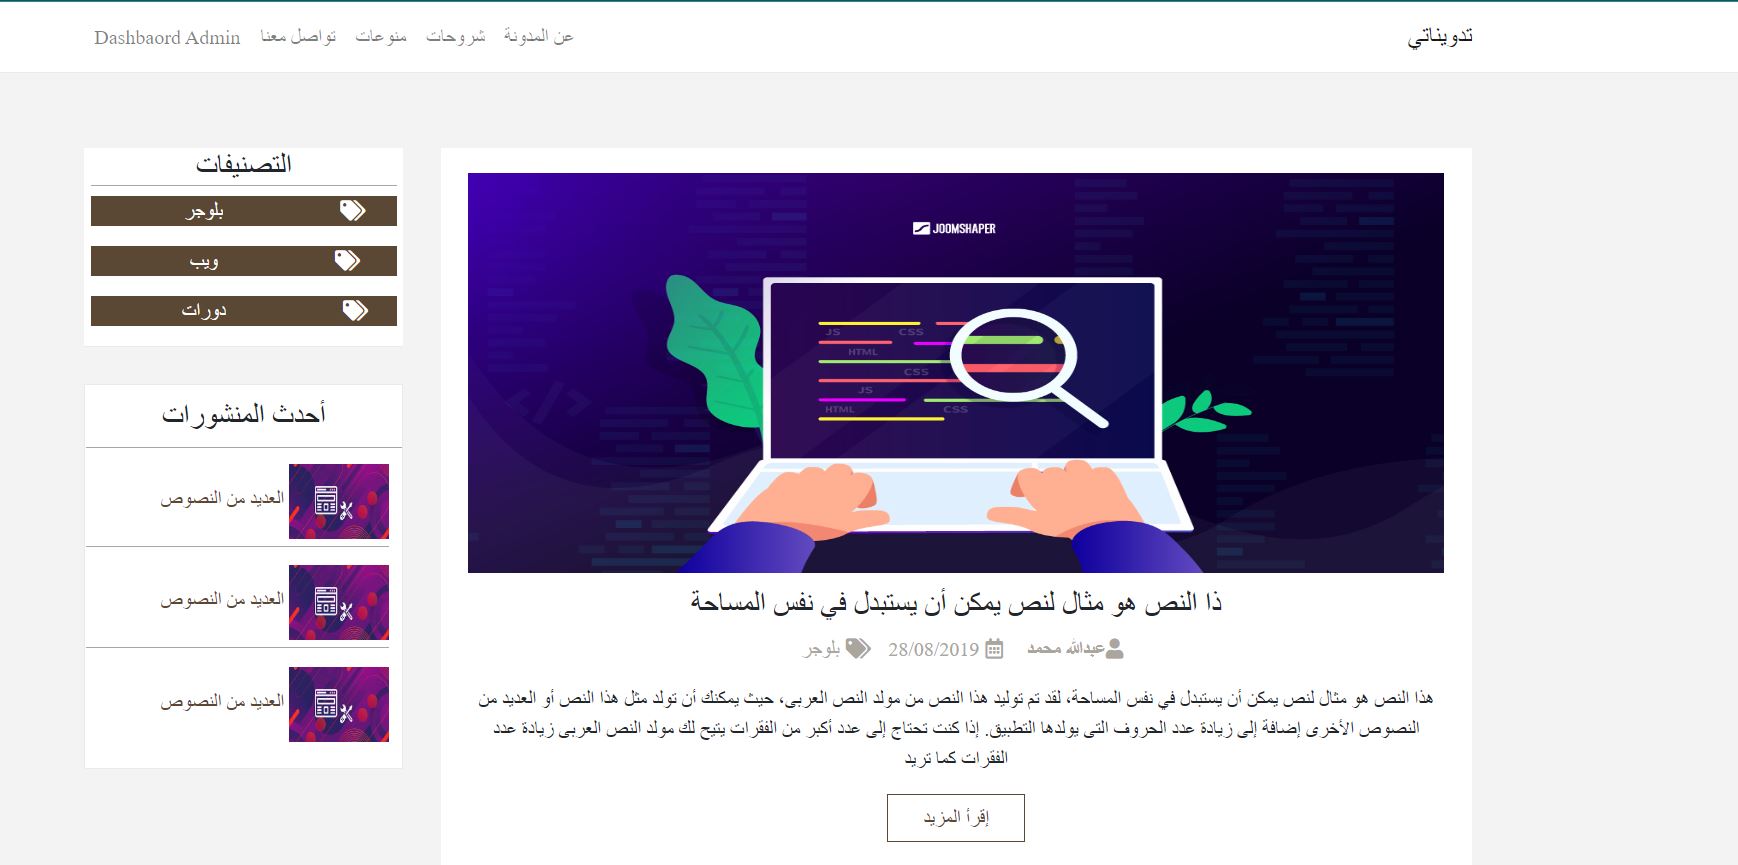 تدويناتي
عن المدونة شروحات منوعات تواصل معنا Dashbaord Admin
JOOMSHAPER
JS CSS
HTML
CSS
JS
HTML CSS
ذا النص هو مثال لنص يمكن أن يستبدل في نفس المساحة
عبدالله محمد 28/08/2019 بلوجر
هذا النص هو مثال لنص يمكن أن يستبدل في نفس المساحة، لقد تم توليد هذا النص من مولد النص العربى، حيث يمكنك أن تولد مثل هذا النص أو العديد من
النصوص الأخرى إضافة إلى زيادة عدد الحروف التى يولدها التطبيق. إذا كنت تحتاج إلى عدد أكبر من الفقرات يتيح لك مولد النص العربى زيادة عدد
الفقرات كما تريد
إقرأ المزيد
التصنيفات
بلوجر
ويب
دورات
أحدث المنشورات
العديد من النصوص
العديد من النصوص
العديد من النصوص